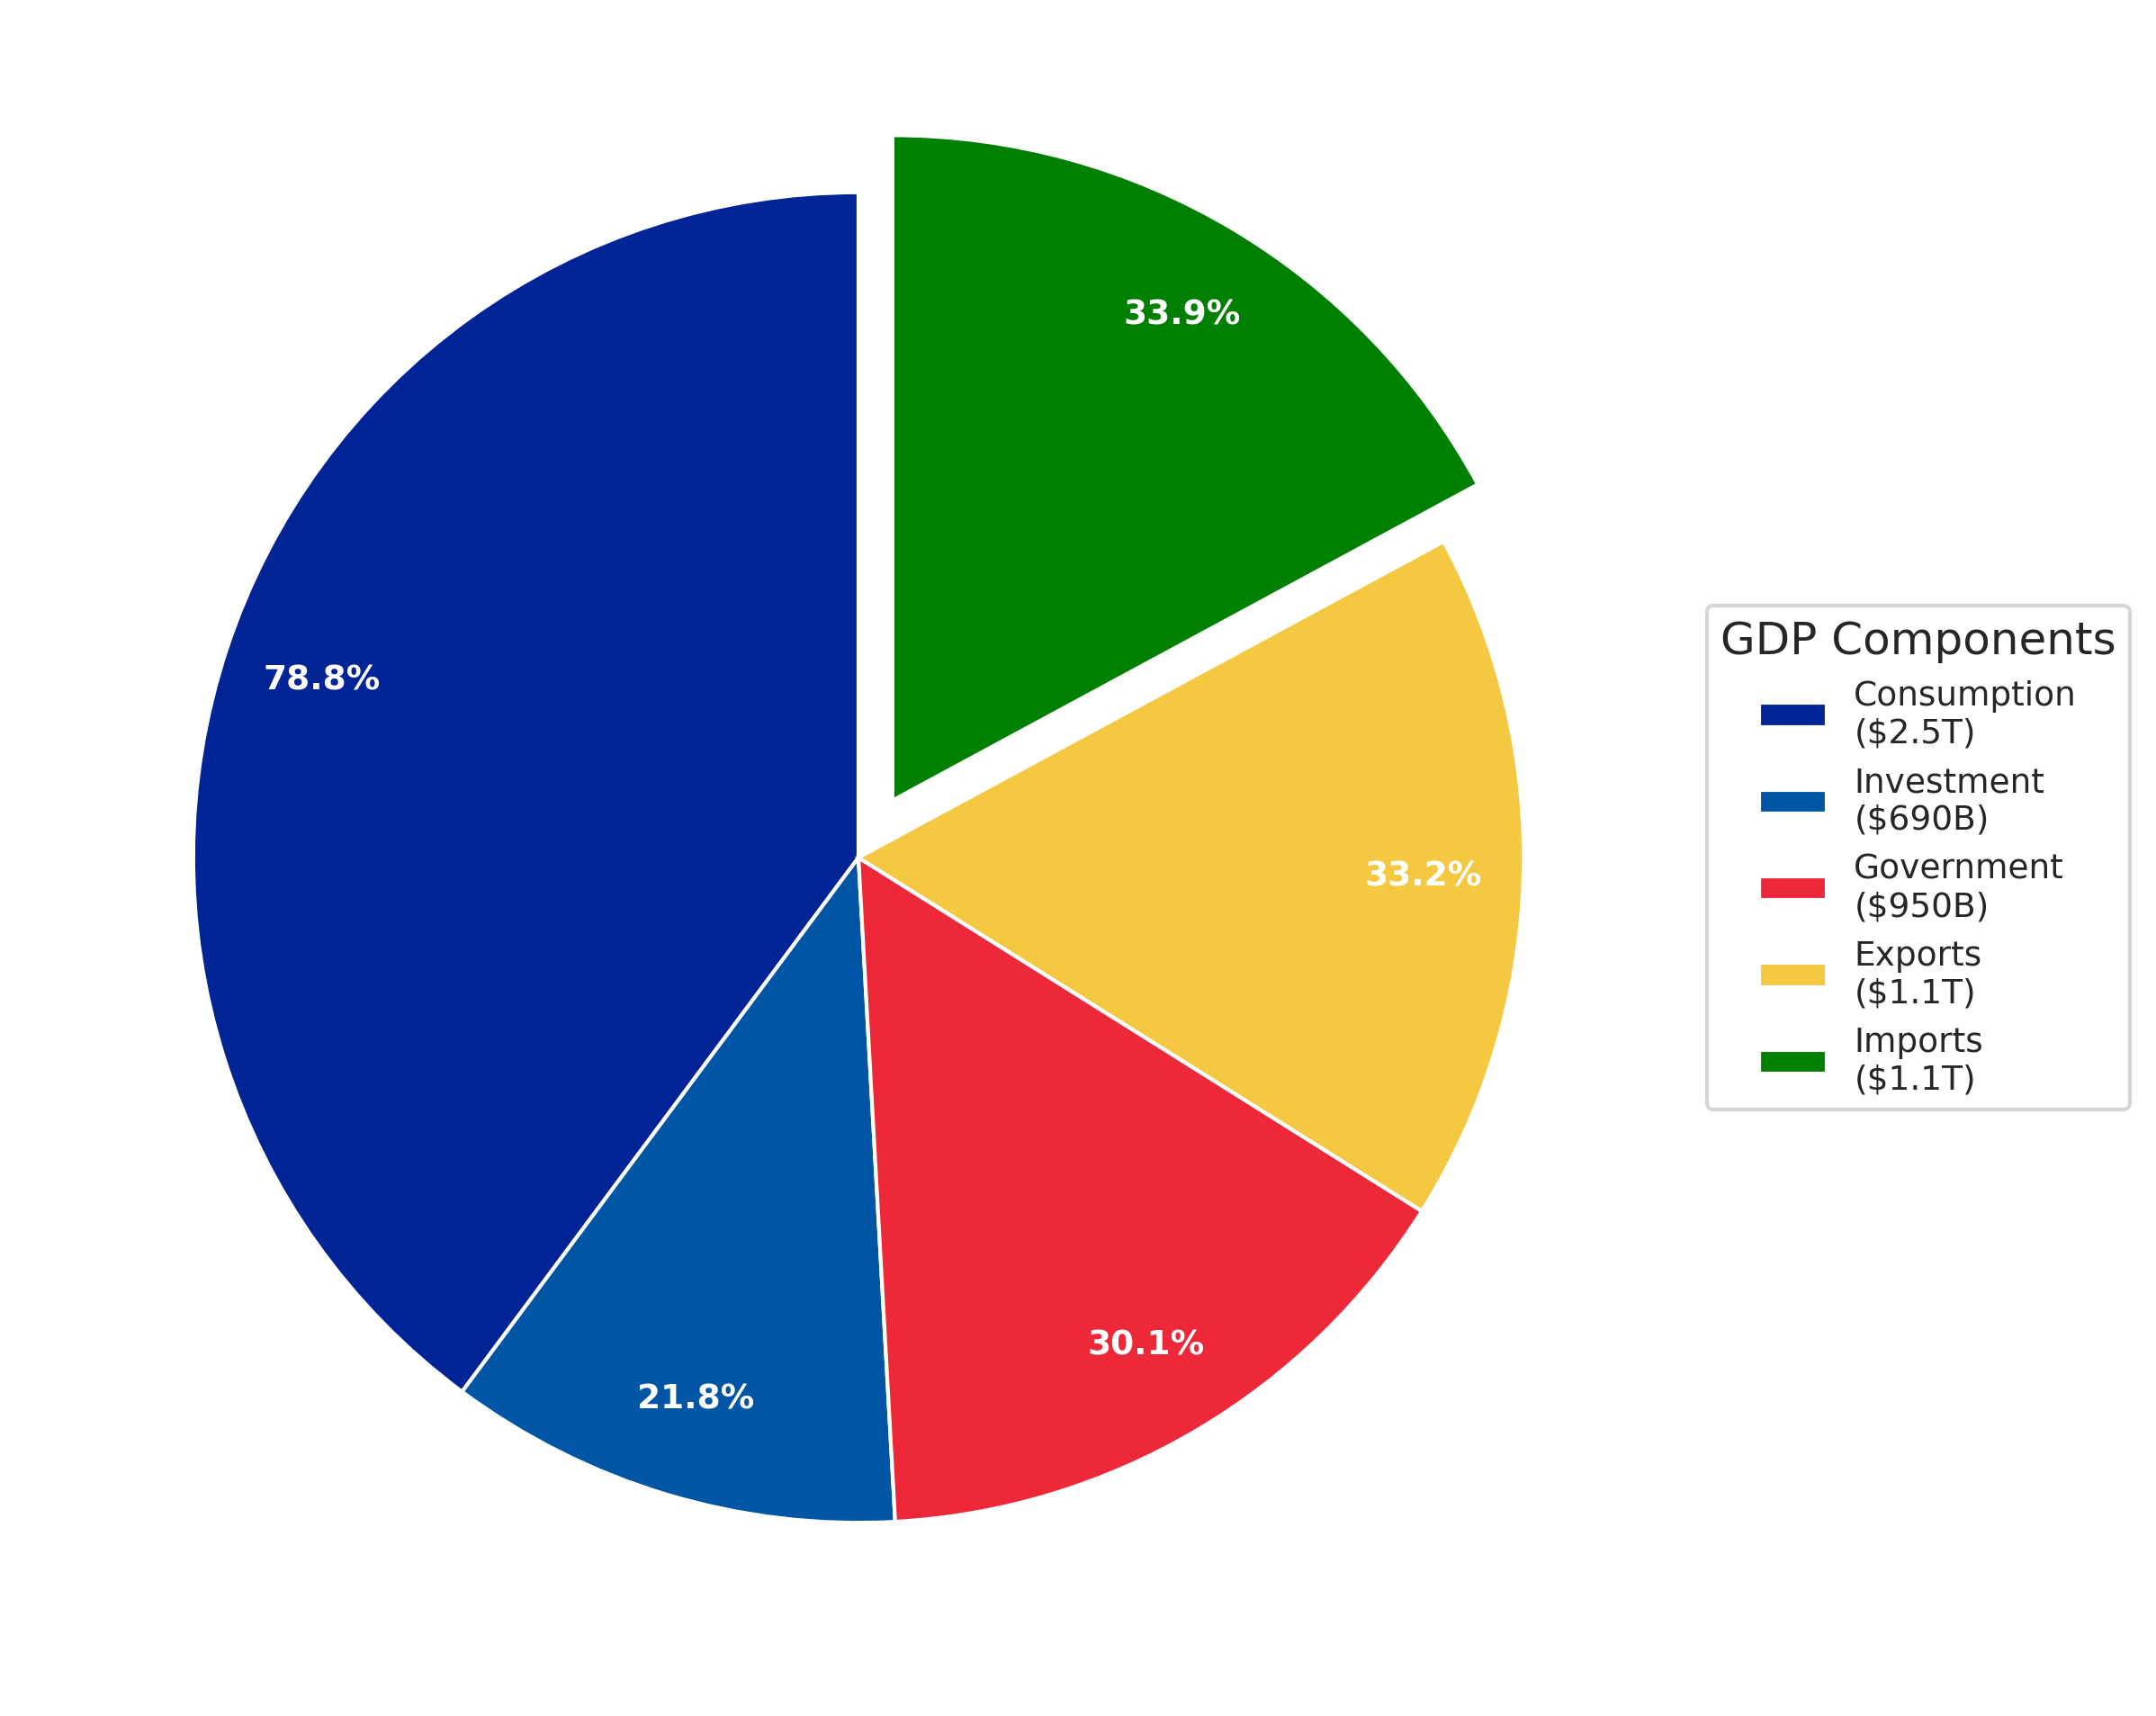 33.9%
78.8%
33.2%
30.1%
21.8%
GDP Components
Consumption
($2.5T)
Investment
($690B)
Government
($950B)
Exports
($1.1T)
Imports
($1.1T)